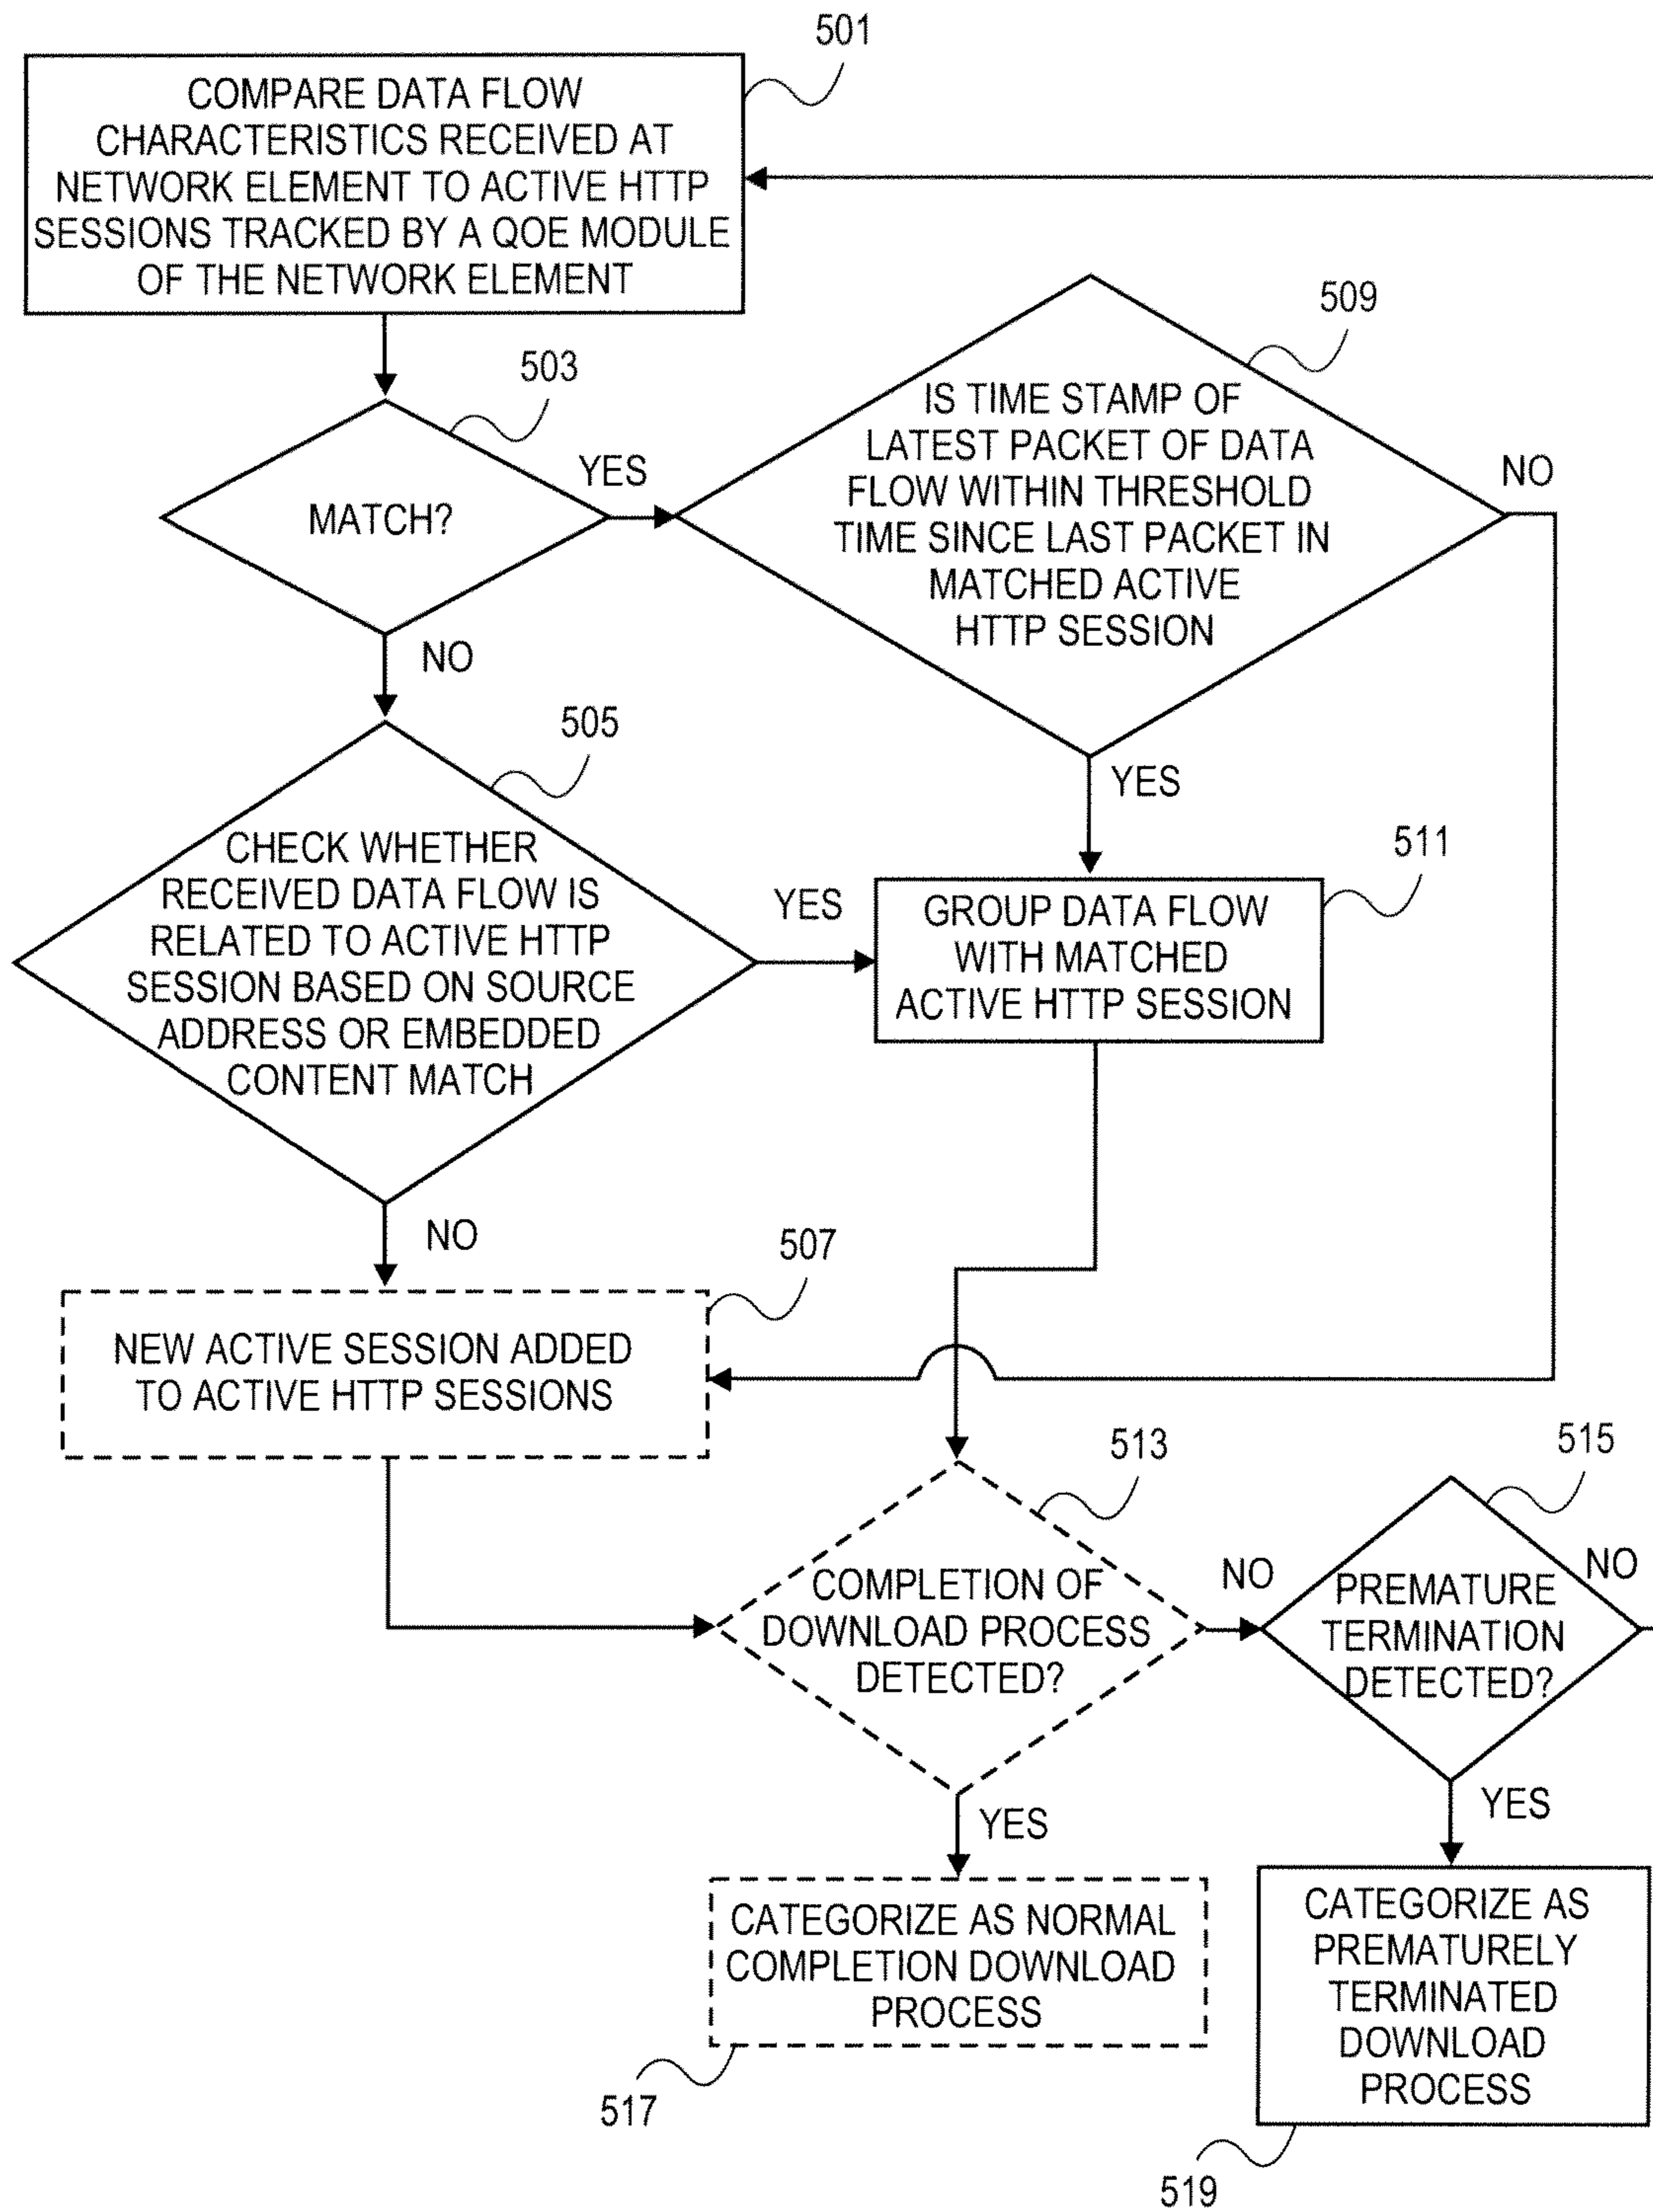 501
COMPARE DATA FLOW
CHARACTERISTICS RECEIVED AT
NETWORK ELEMENT TO ACTIVE HTTP
SESSIONS TRACKED BY A QOE MODULE
OF THE NETWORK ELEMENT
503
MATCH?
YES
NO
509
IS TIME STAMP OF
LATEST PACKET OF DATA
FLOW WITHIN THRESHOLD
TIME SINCE LAST PACKET IN
MATCHED ACTIVE
HTTP SESSION
NO
YES
505
CHECK WHETHER
RECEIVED DATA FLOW IS
RELATED TO ACTIVE HTTP
SESSION BASED ON SOURCE
ADDRESS OR EMBEDDED
CONTENT MATCH
YES
NO
511
GROUP DATA FLOW
WITH MATCHED
ACTIVE HTTP SESSION
507
NEW ACTIVE SESSION ADDED
TO ACTIVE HTTP SESSIONS
513
COMPLETION OF
DOWNLOAD PROCESS
DETECTED?
NO
YES
515
PREMATURE
TERMINATION
DETECTED?
NO
YES
CATEGORIZE AS NORMAL
COMPLETION DOWNLOAD
PROCESS
517
CATEGORIZE AS
PREMATURELY
TERMINATED
DOWNLOAD
PROCESS
519